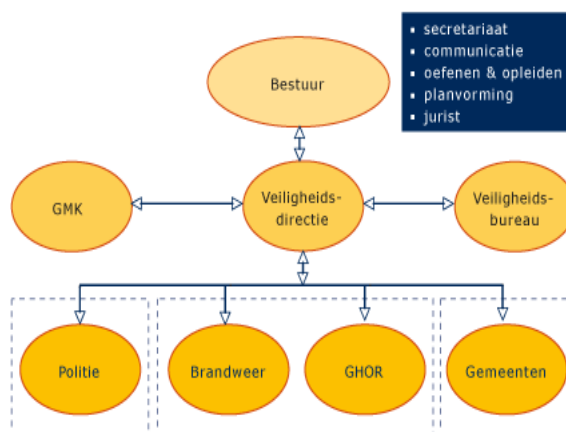 ▪ secretariaat
▪ communicatie
▪ oefenen & opleiden
▪ planvorming
▪ jurist
Bestuur
GMK
Veiligheids-
directie
Veiligheids-
bureau
Politie
Brandweer
GHOR
Gemeenten